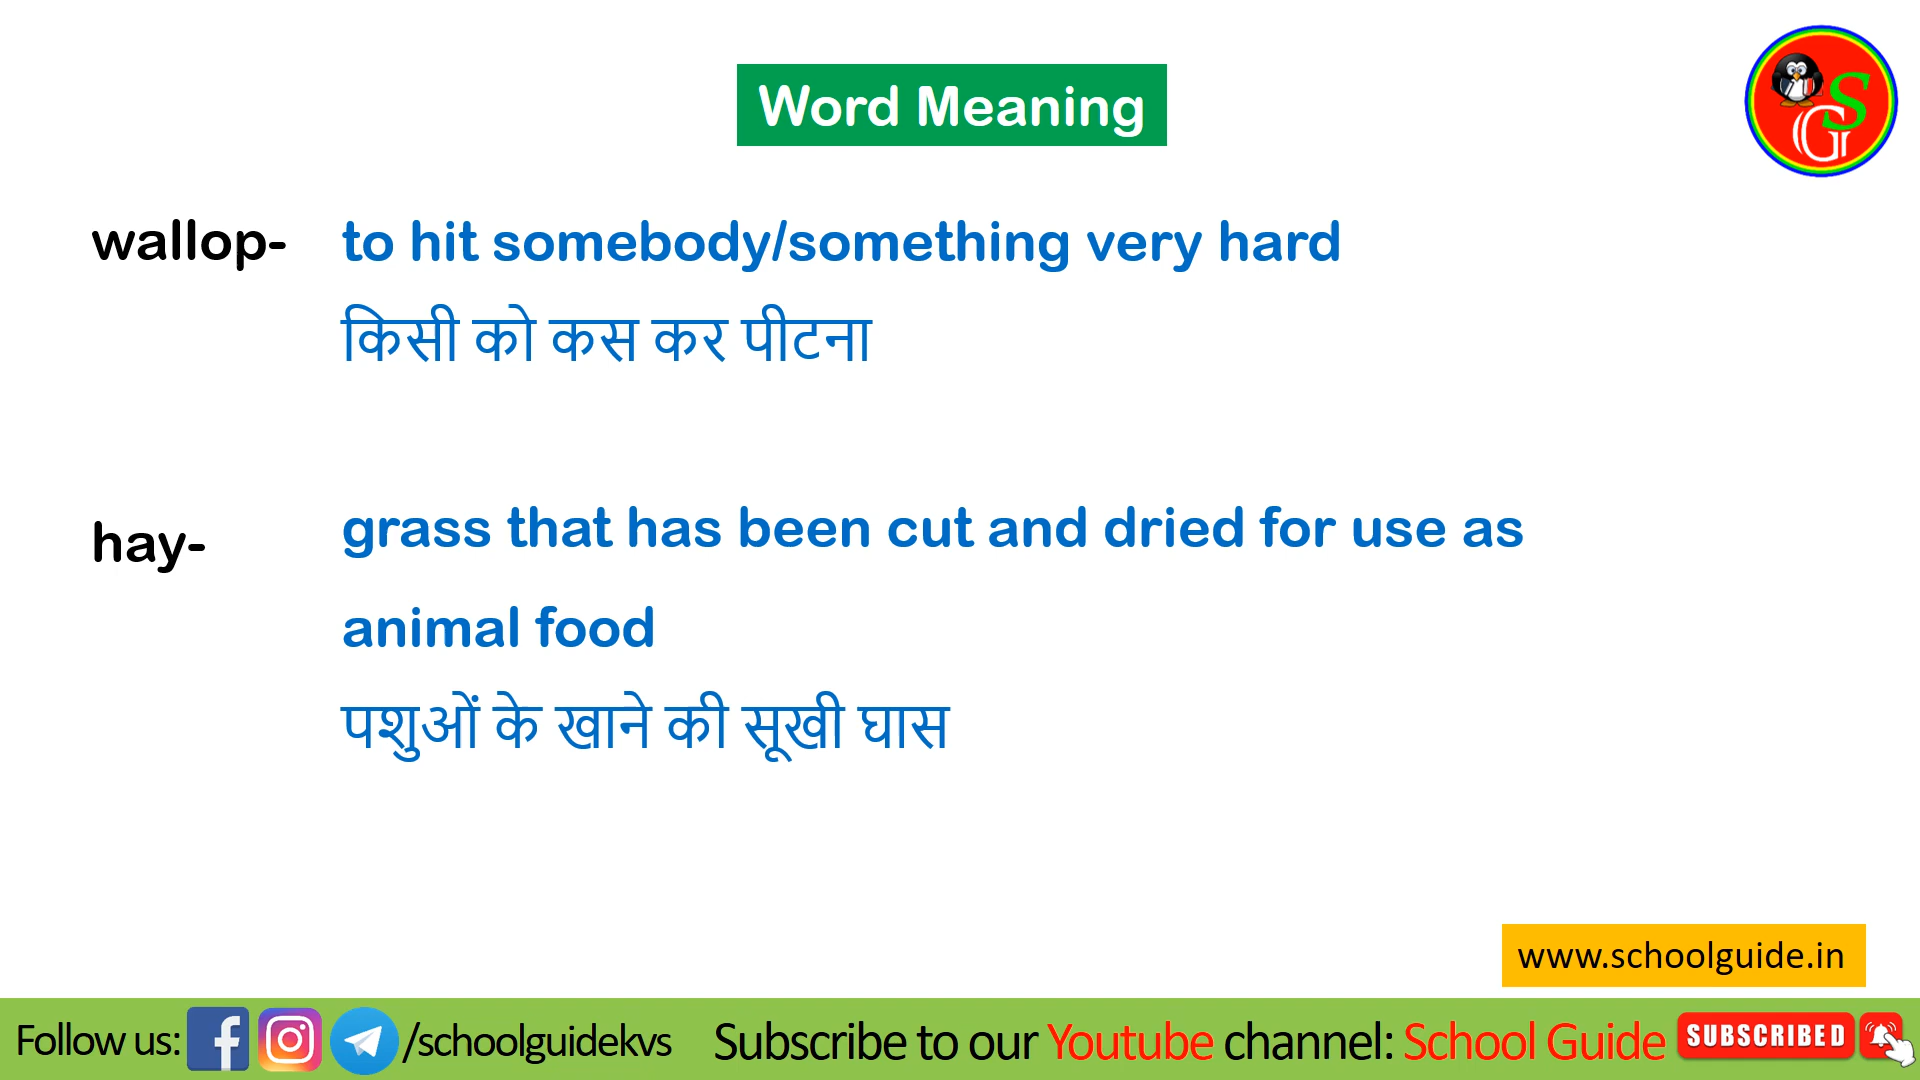 Word Meaning
SG
wallop- to hit somebody/something very hard
किसी को कस कर पीटना
hay- grass that has been cut and dried for use as
animal food
पशुओं के खाने की सूखी घास
www.schoolguide.in
Follow us: /schoolguidekvs Subscribe to our Youtube channel: School Guide SUBSCRIBED